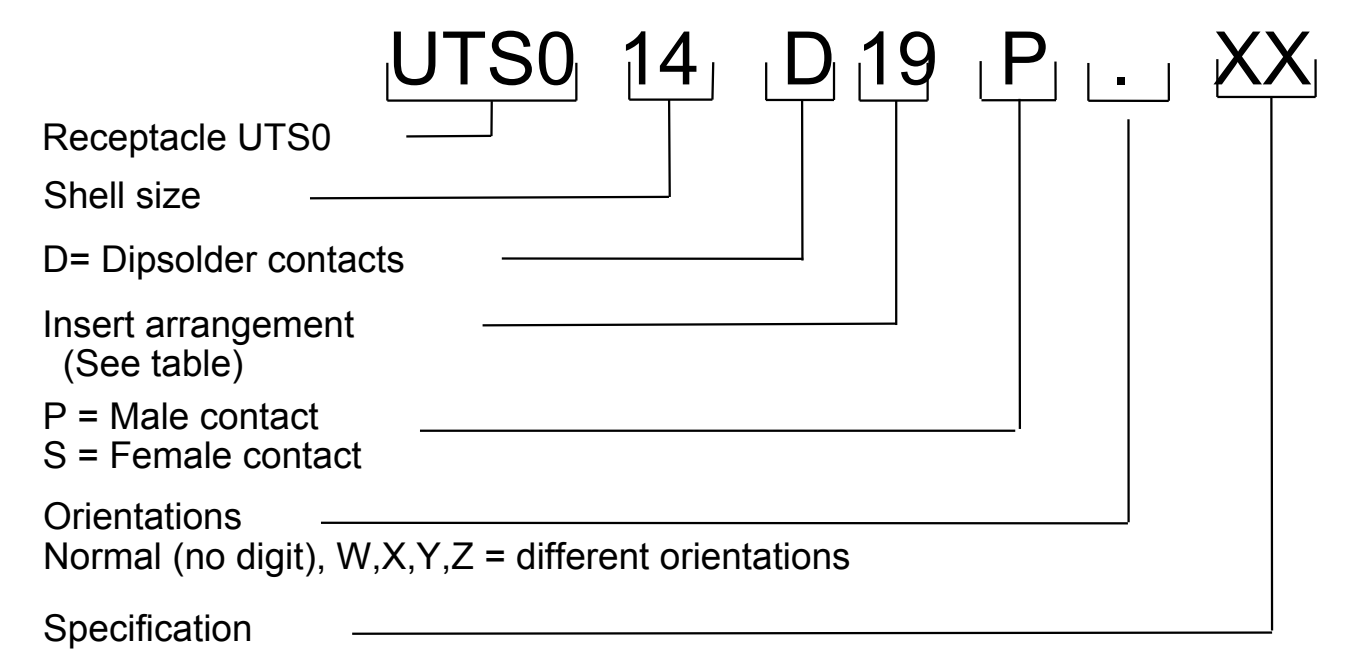 UTS0 14 D 19 P . XX
Receptacle UTS0
Shell size
D= Dipsolder contacts
Insert arrangement
(See table)
P = Male contact
S = Female contact
Orientations
Normal (no digit), W,X,Y,Z = different orientations
Specification